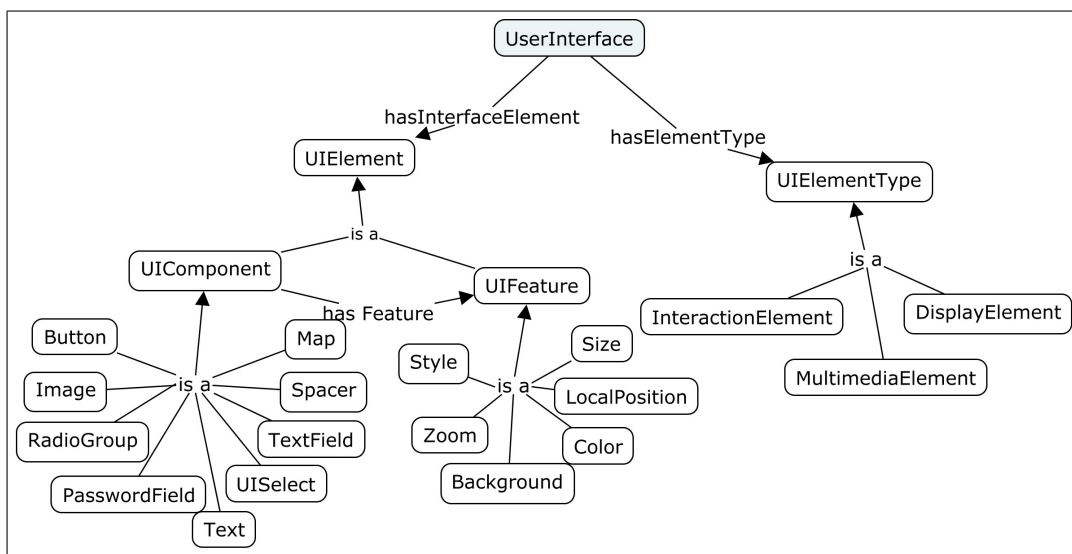 UserInterface
hasInterfaceElement
hasElementType
UIElement
UIElementType
is a
is a
UIComponent
UIFeature
has Feature
InteractionElement
DisplayElement
MultimediaElement
Button
Map
Image
is a
Spacer
RadioGroup
TextField
PasswordField
UISelect
Text
Style
Size
is a
LocalPosition
Zoom
Color
Background